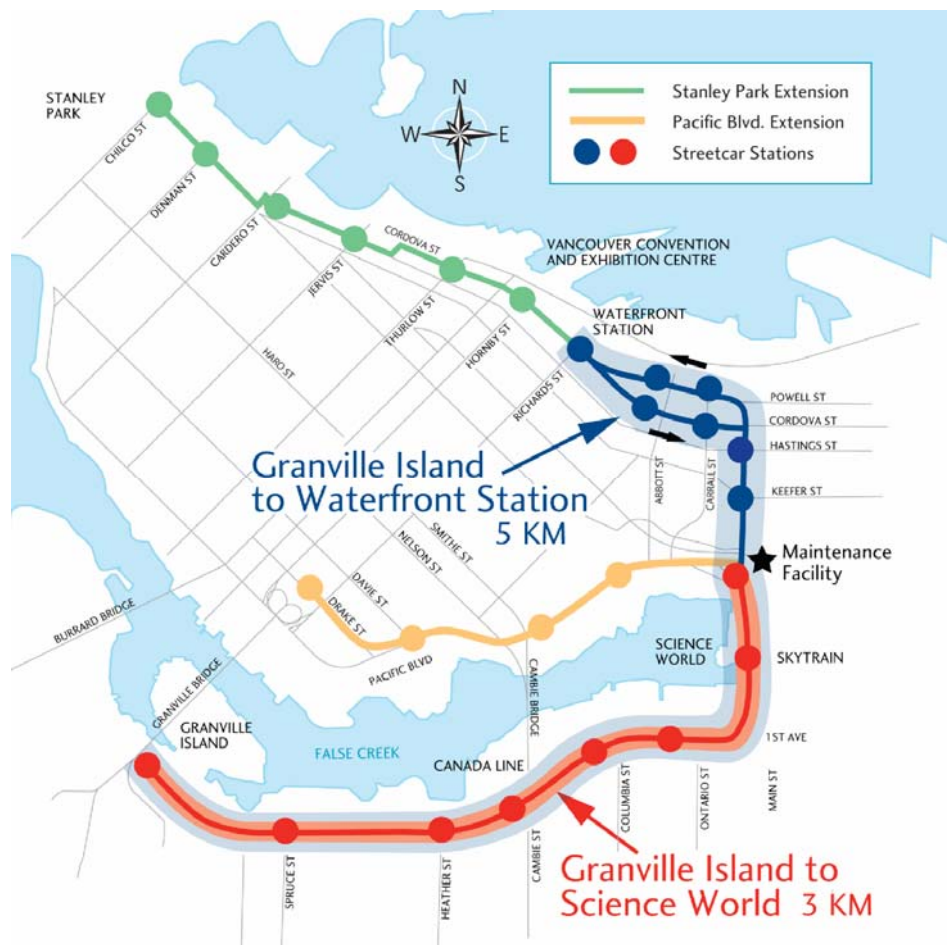 N
W
E
S
Stanley Park Extension
Pacific Blvd. Extension
Streetcar Stations
STANLEY
PARK
CHILCO ST
DENMAN ST
CARDERO ST
JERVIS ST
CORDOVA ST
THURLOW ST
HORNBY ST
HARO ST
RICHARDS ST
VANCOUVER CONVENTION
AND EXHIBITION CENTRE
WATERFRONT
STATION
POWELL ST
CORDOVA ST
HASTINGS ST
KEEFER ST
ABBOTT ST
CARRALL ST
Granville Island
to Waterfront Station
5 KM
Maintenance
Facility
SMITHE ST
NELSON ST
DAVIE ST
DRAKE ST
PACIFIC BLVD
CAMBIE BRIDGE
BURRARD BRIDGE
GRANVILLE BRIDGE
SCIENCE
WORLD
SKYTRAIN
GRANVILLE
ISLAND
FALSE CREEK
CANADA LINE
1ST AVE
SPRUCE ST
HEATHER ST
CAMBIE ST
COLUMBIA ST
ONTARIO ST
MAIN ST
Granville Island to
Science World 3 KM